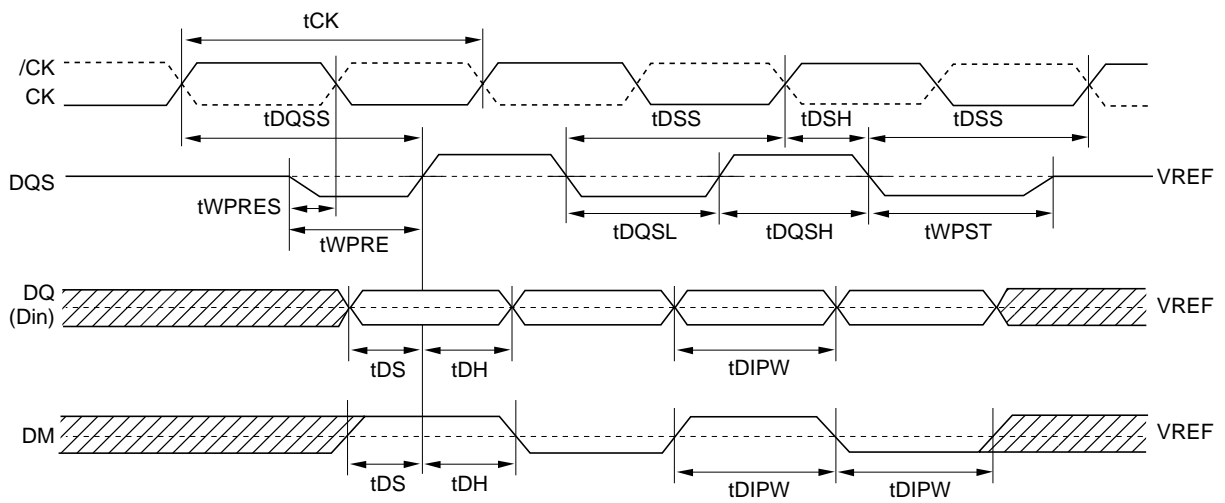 tCK
/CK
CK
tDQSS
tDSS
tDSH
tDSS
DQS
VREF
tWPRES
tWPRE
tDQSL
tDQSH
tWPST
DQ
(Din)
VREF
tDS
tDH
tDIPW
DM
VREF
tDS
tDH
tDIPW
tDIPW